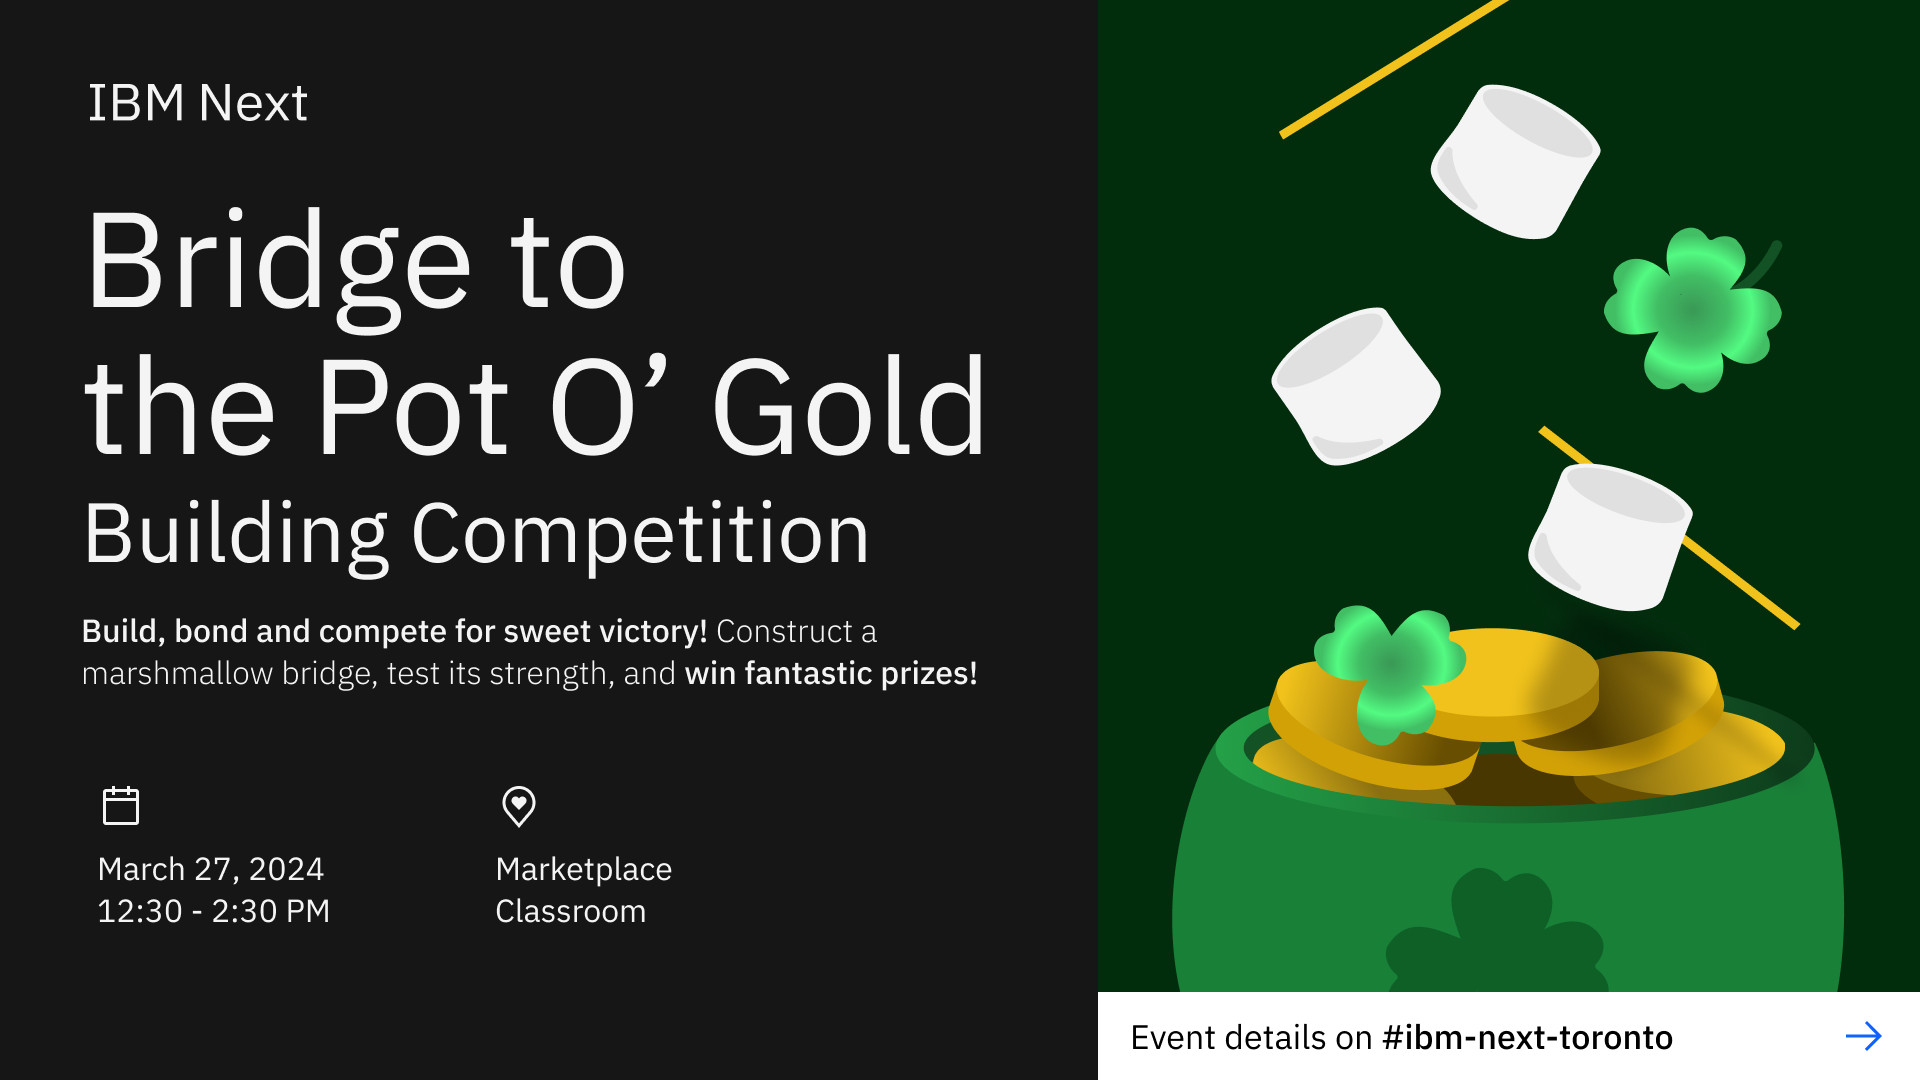 IBM Next
Bridge to
the Pot O’ Gold
Building Competition
Build, bond and compete for sweet victory! Construct a
marshmallow bridge, test its strength, and win fantastic prizes!
March 27, 2024
12:30 - 2:30 PM
Marketplace
Classroom
Event details on #ibm-next-toronto